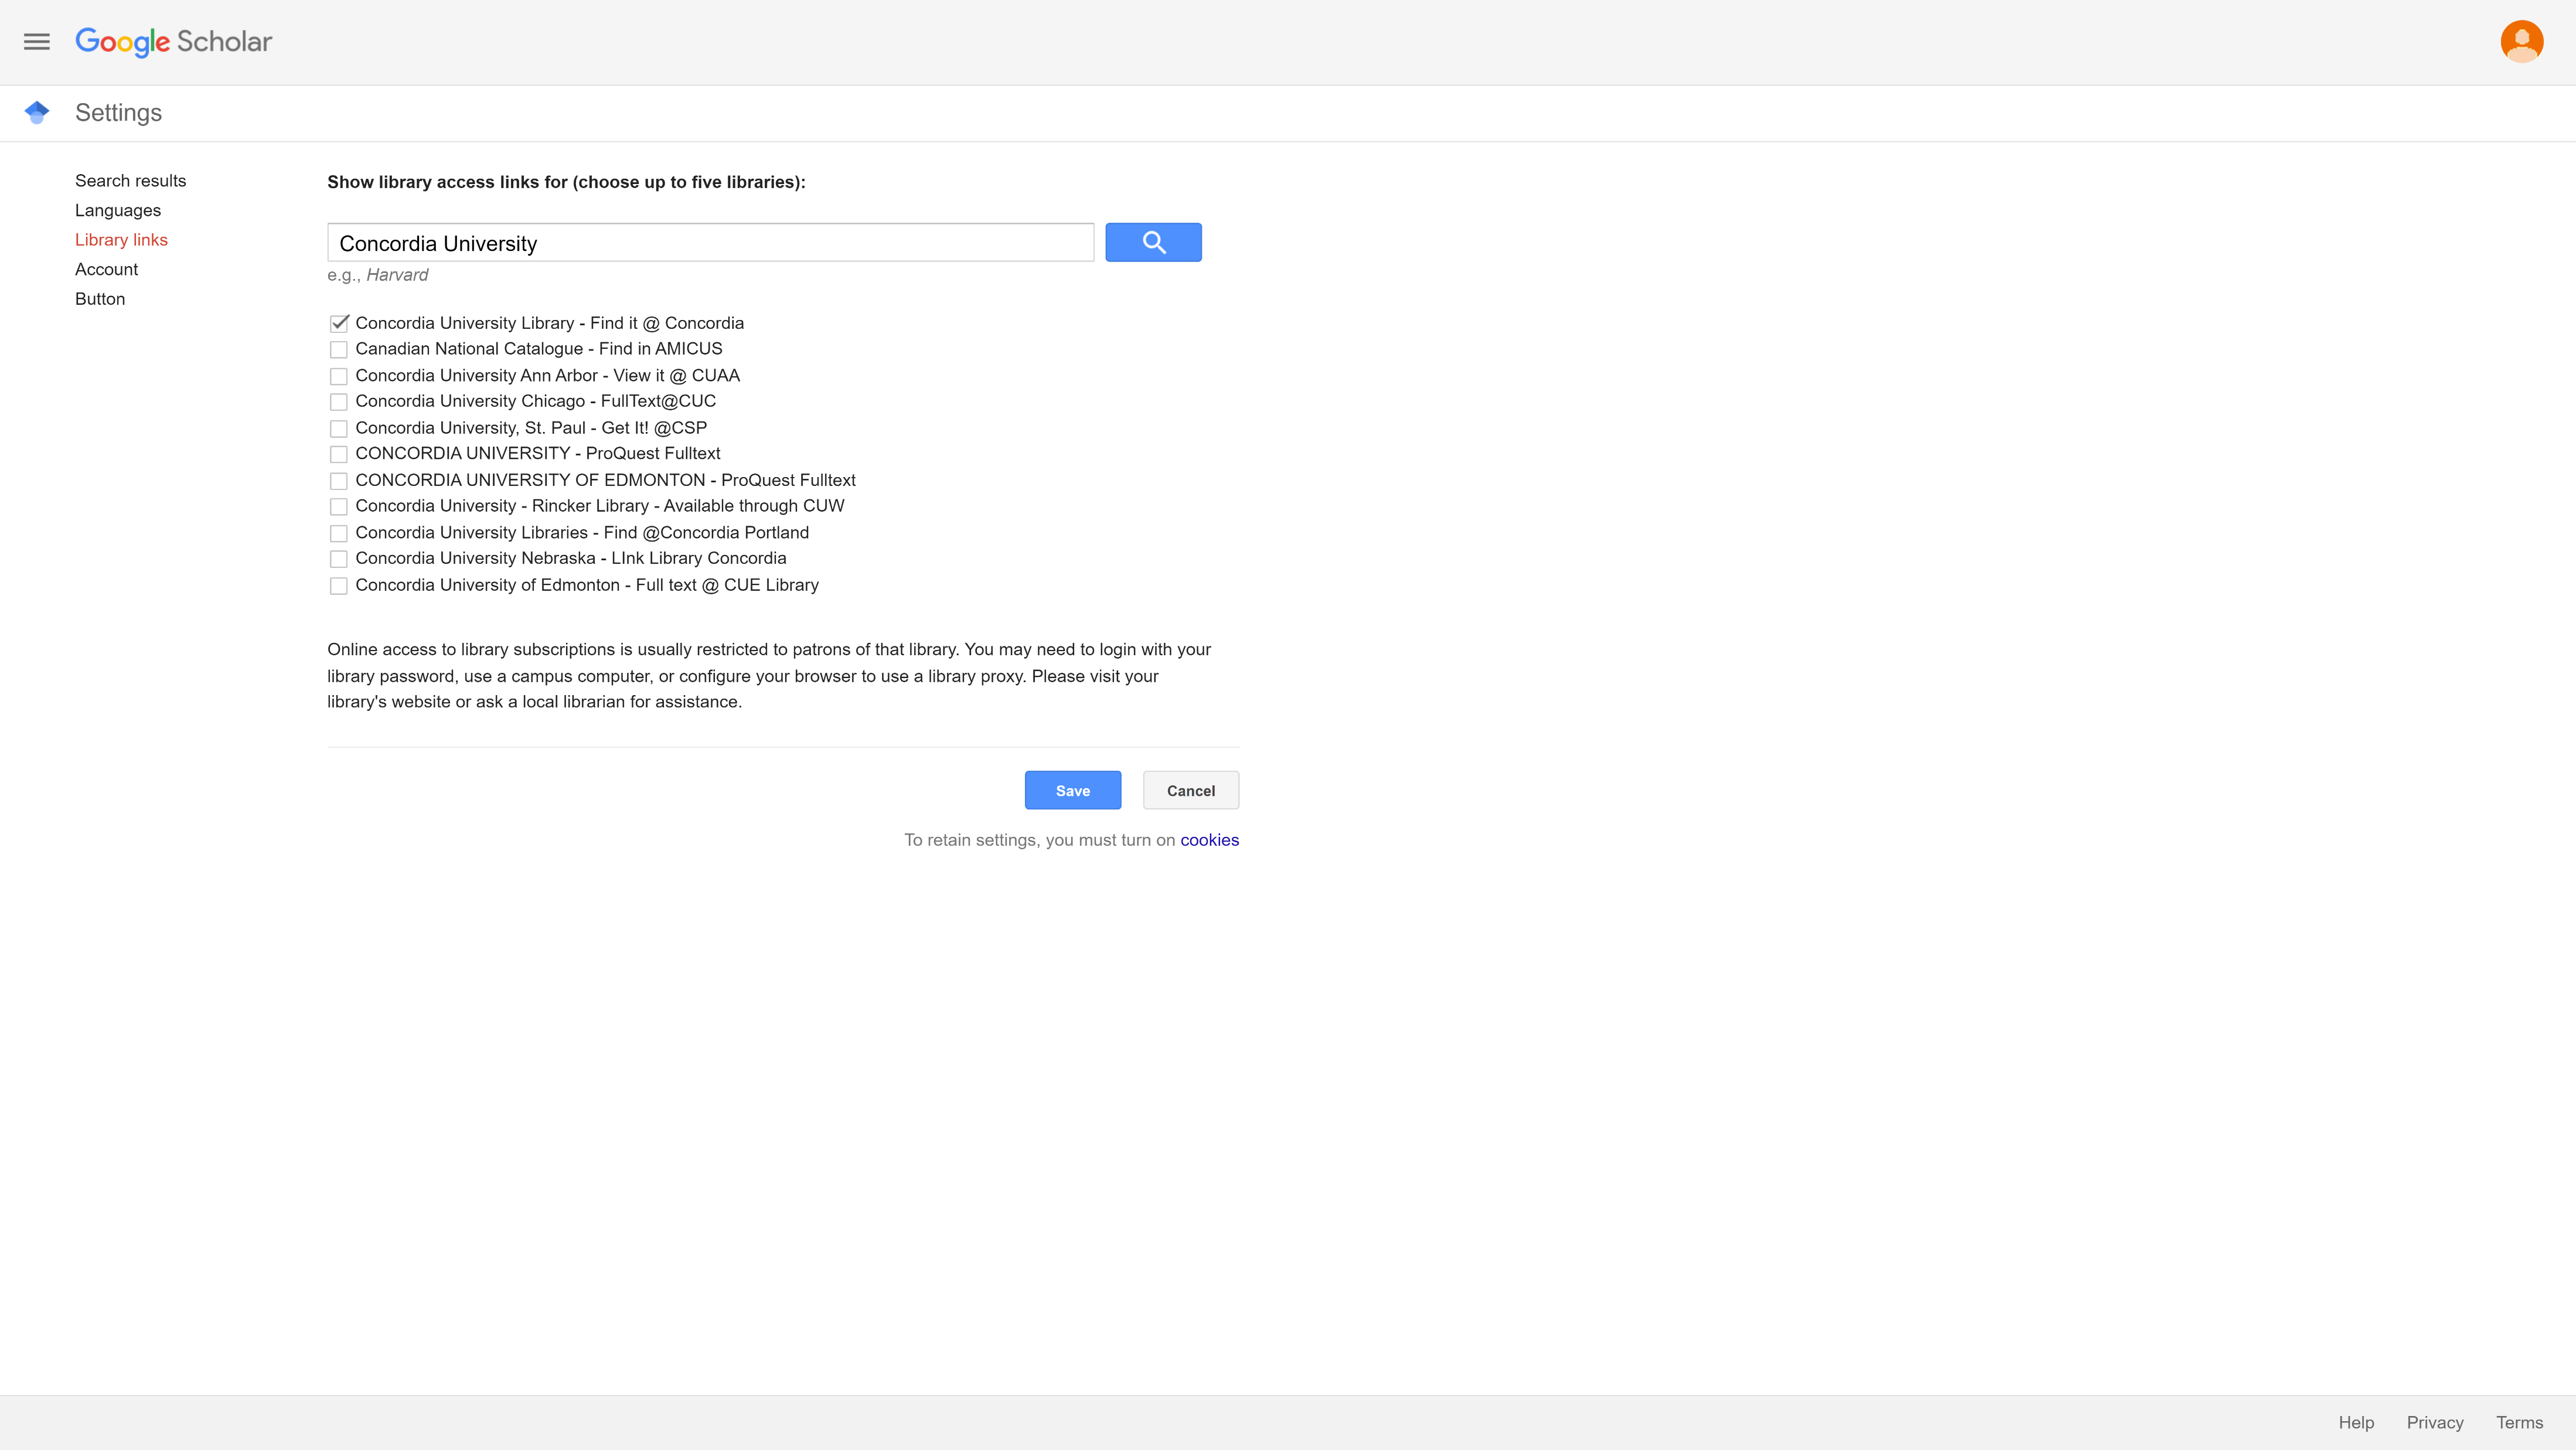 Google Scholar
Settings
Search results
Languages
Library links
Account
Button
Show library access links for (choose up to five libraries):
Concordia University
e.g., Harvard
Concordia University Library - Find it @ Concordia
Canadian National Catalogue - Find in AMICUS
Concordia University Ann Arbor - View it @ CUAA
Concordia University Chicago - FullText@CUC
Concordia University, St. Paul - Get It! @CSP
CONCORDIA UNIVERSITY - ProQuest Fulltext
CONCORDIA UNIVERSITY OF EDMONTON - ProQuest Fulltext
Concordia University - Rincker Library - Available through CUW
Concordia University Libraries - Find @Concordia Portland
Concordia University Nebraska - LInk Library Concordia
Concordia University of Edmonton - Full text @ CUE Library
Online access to library subscriptions is usually restricted to patrons of that library. You may need to login with your
library password, use a campus computer, or configure your browser to use a library proxy. Please visit your
library's website or ask a local librarian for assistance.
Save Cancel
To retain settings, you must turn on cookies
Help Privacy Terms